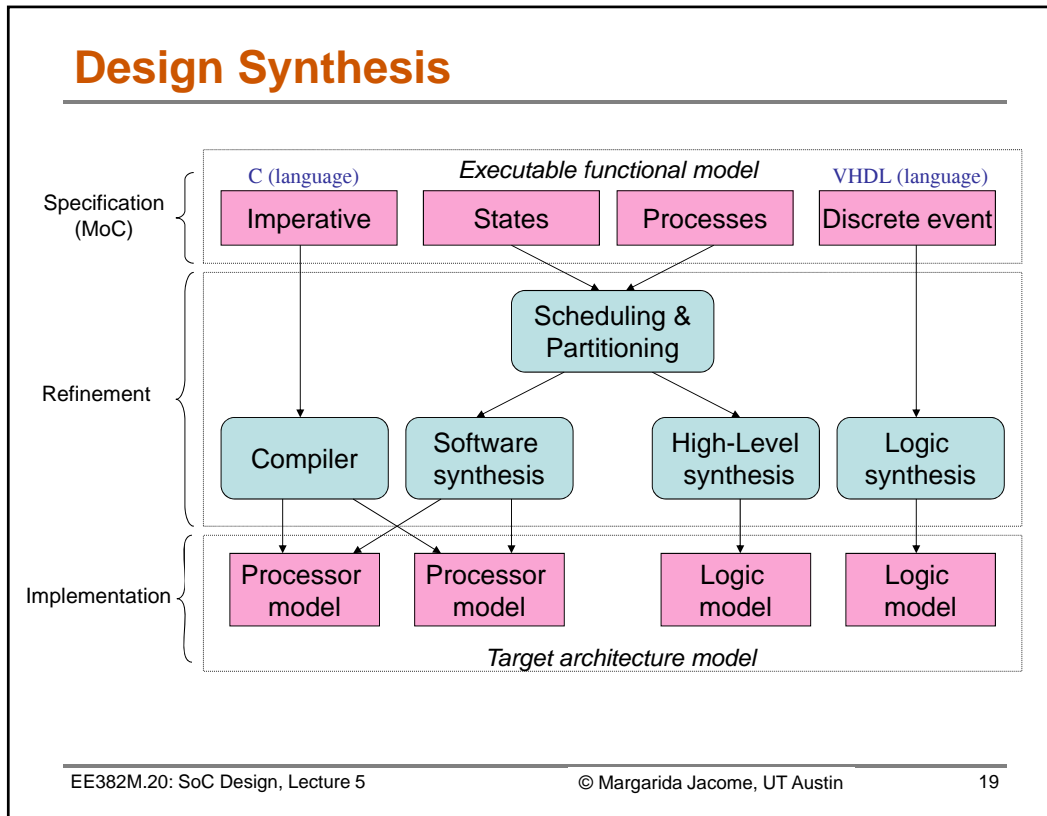 Design Synthesis
Executable functional model
C (language)
VHDL (language)
Specification
(MoC)
Imperative
States
Processes
Discrete event
Scheduling &
Partitioning
Refinement
Compiler
Software
synthesis
High-Level
synthesis
Logic
synthesis
Implementation
Processor
model
Processor
model
Logic
model
Logic
model
Target architecture model
EE382M.20: SoC Design, Lecture 5
© Margarida Jacome, UT Austin
19